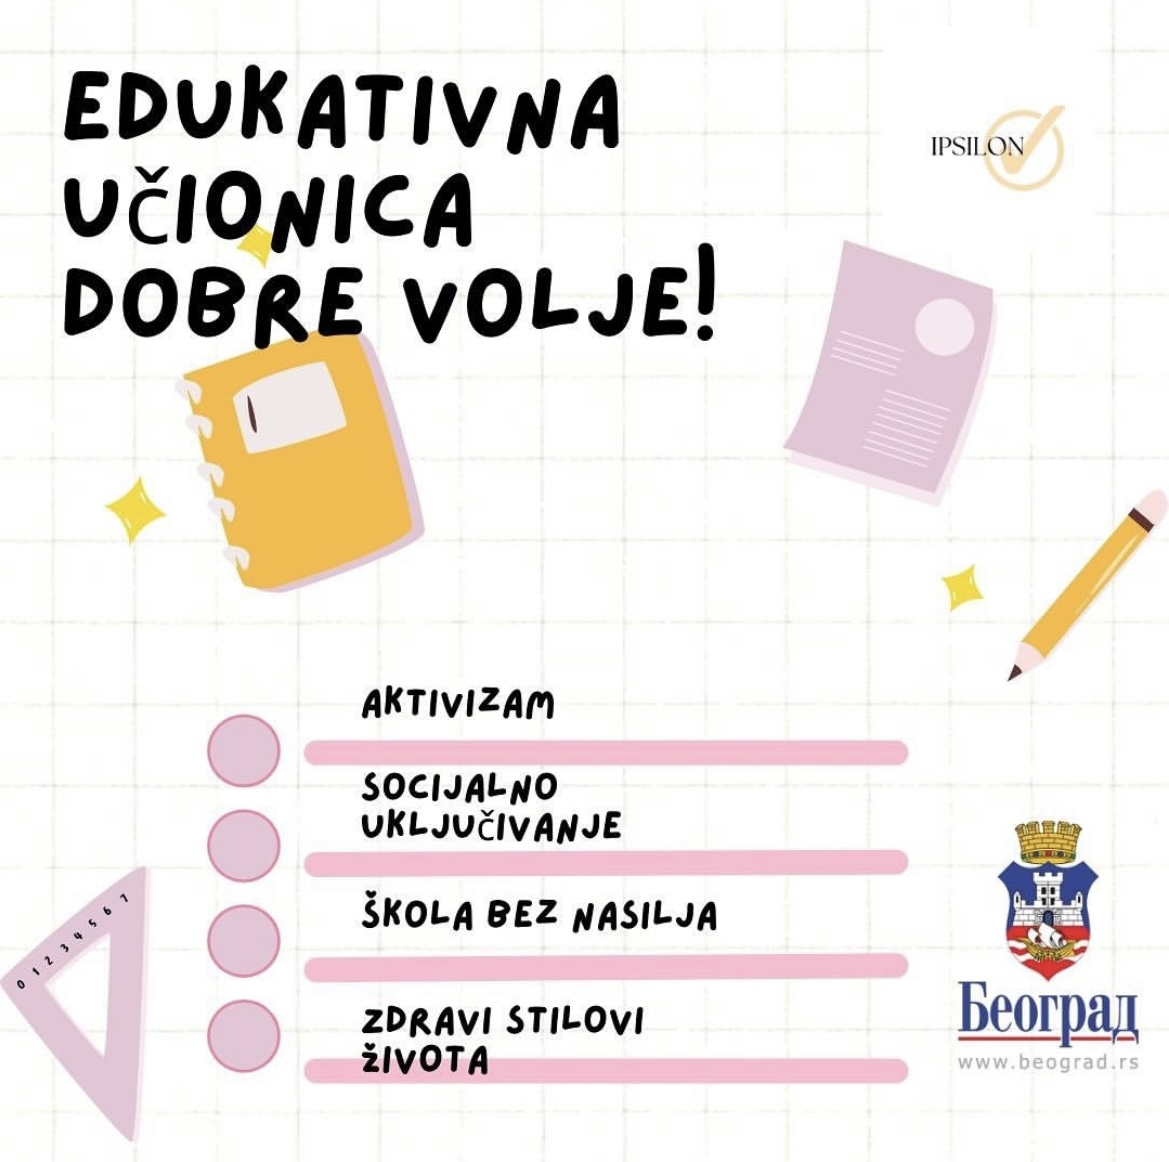 EDUKATIVNA
UČIONICA
DOBRE VOLJE!
IPSILON
AKTIVIZAM
SOCIJALNO
UKLJUČIVANJE
ŠKOLA BEZ NASILJA
ZDRAVI STILOVI
ŽIVOTA
0 1 2 3 4 5 6 7
Београд
www.beograd.rs